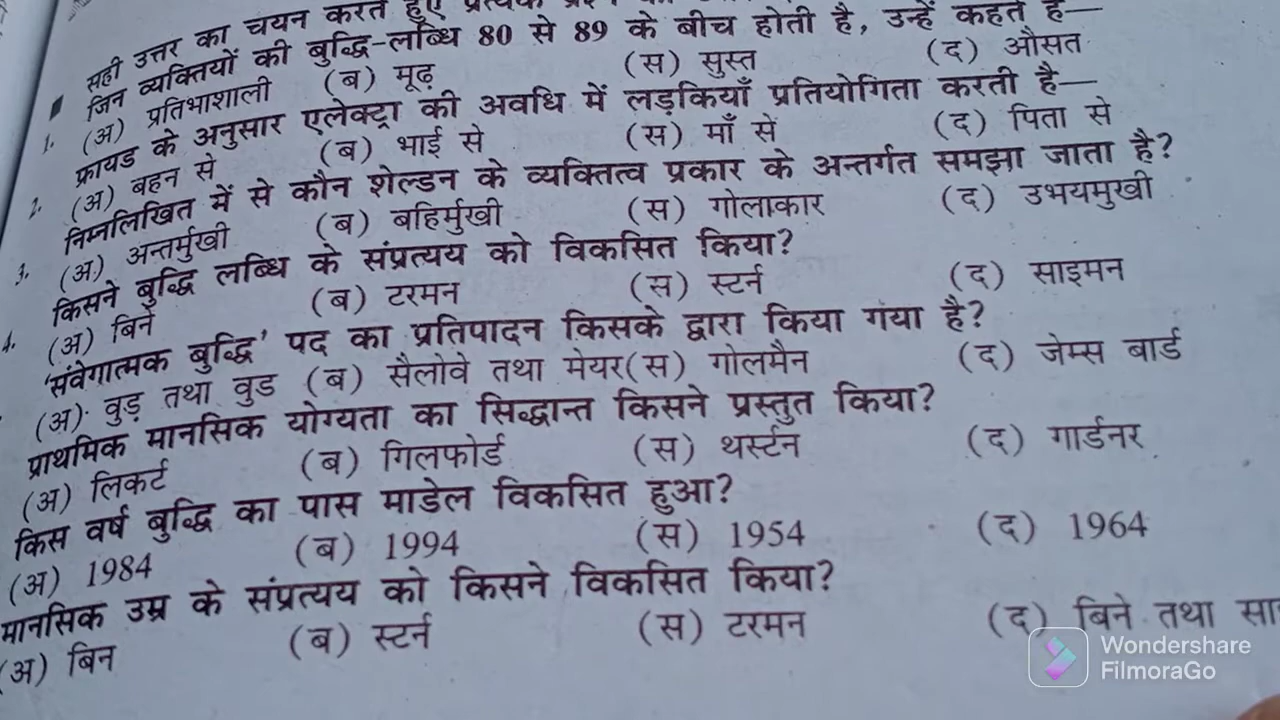 सही उत्तर का चयन करते हुए प्रत्येक
1. जिन व्यक्तियों की बुद्धि-लब्धि 80 से 89 के बीच होती है, उन्हें कहते हैं—
(अ) प्रतिभाशाली (ब) मूढ़ (स) सुस्त (द) औसत
2. फ्रायड के अनुसार एलेक्ट्रा की अवधि में लड़कियाँ प्रतियोगिता करती है—
(अ) बहन से (ब) भाई से (स) माँ से (द) पिता से
3. निम्नलिखित में से कौन शेल्डन के व्यक्तित्व प्रकार के अन्तर्गत समझा जाता है?
(अ) अन्तर्मुखी (ब) बहिर्मुखी (स) गोलाकार (द) उभयमुखी
4. किसने बुद्धि लब्धि के संप्रत्यय को विकसित किया?
(अ) बिने (ब) टरमन (स) स्टर्न (द) साइमन
'संवेगात्मक बुद्धि' पद का प्रतिपादन किसके द्वारा किया गया है?
(अ) वुड़ तथा वुड (ब) सैलोवे तथा मेयर (स) गोलमैन (द) जेम्स बार्ड
प्राथमिक मानसिक योग्यता का सिद्धान्त किसने प्रस्तुत किया?
(अ) लिकर्ट (ब) गिलफोर्ड (स) थर्स्टन (द) गार्डनर
किस वर्ष बुद्धि का पास माडेल विकसित हुआ?
(अ) 1984 (ब) 1994 (स) 1954 (द) 1964
मानसिक उम्र के संप्रत्यय को किसने विकसित किया?
(अ) बिन (ब) स्टर्न (स) टरमन (द) बिने तथा
Wondershare
FilmoraGo